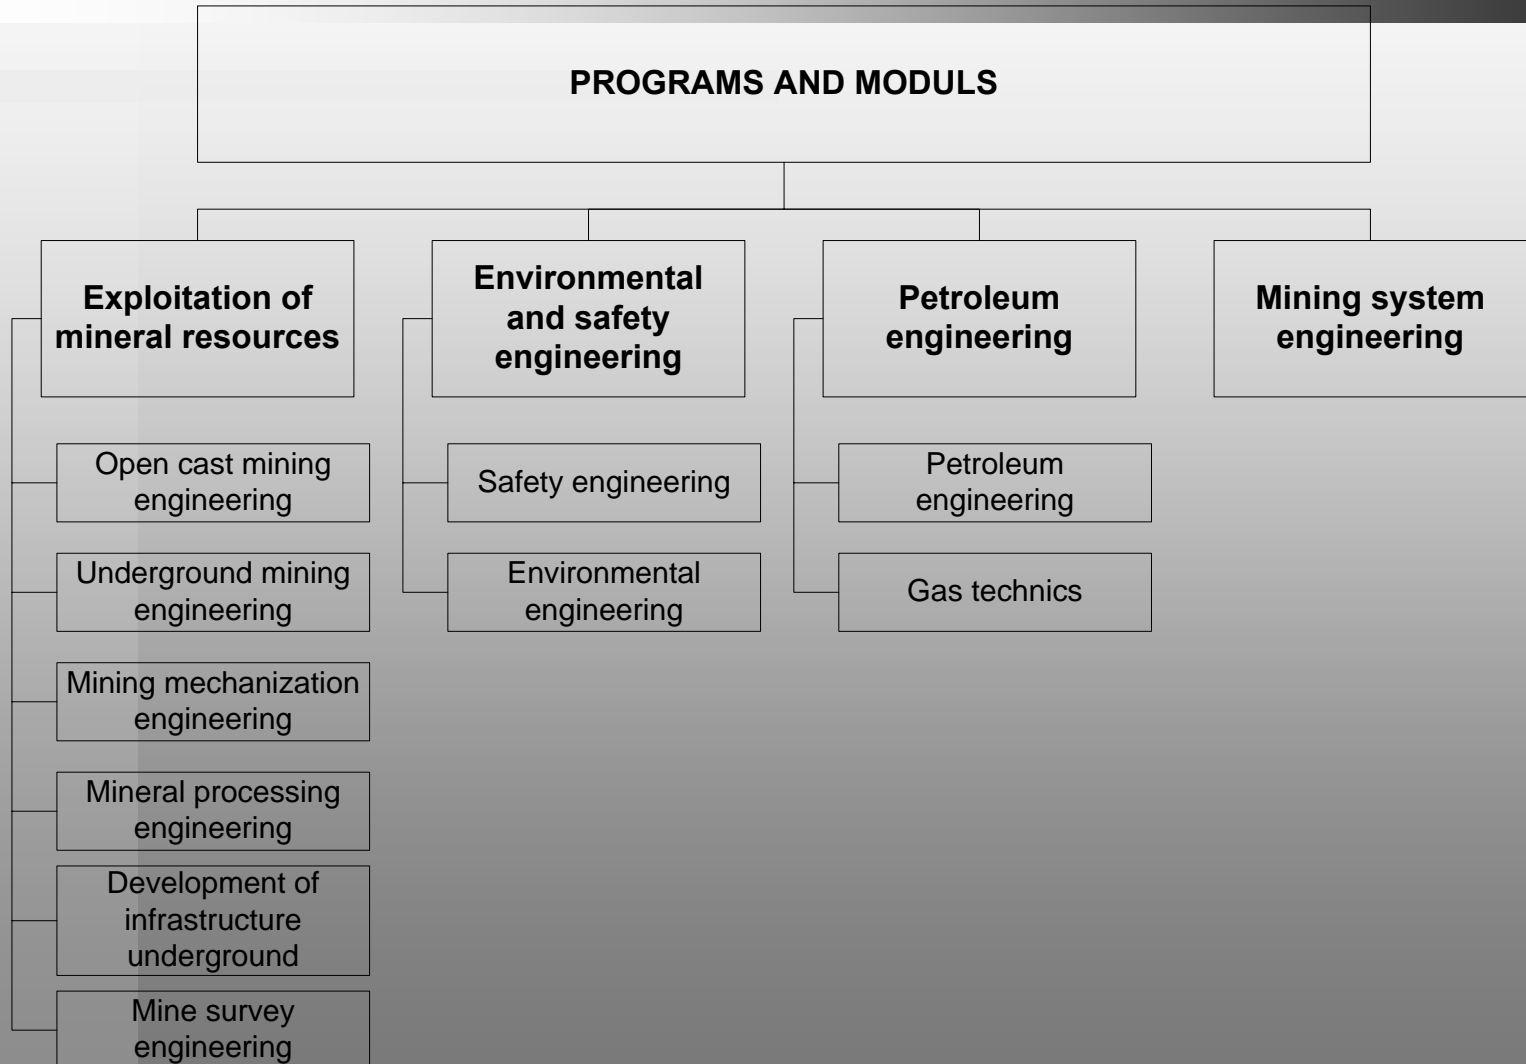 PROGRAMS AND MODULS
Exploitation of
mineral resources
Environmental
and safety
engineering
Petroleum
engineering
Mining system
engineering
Open cast mining
engineering
Underground mining
engineering
Mining mechanization
engineering
Mineral processing
engineering
Development of
infrastructure
underground
Mine survey
engineering
Safety engineering
Environmental
engineering
Petroleum
engineering
Gas technics